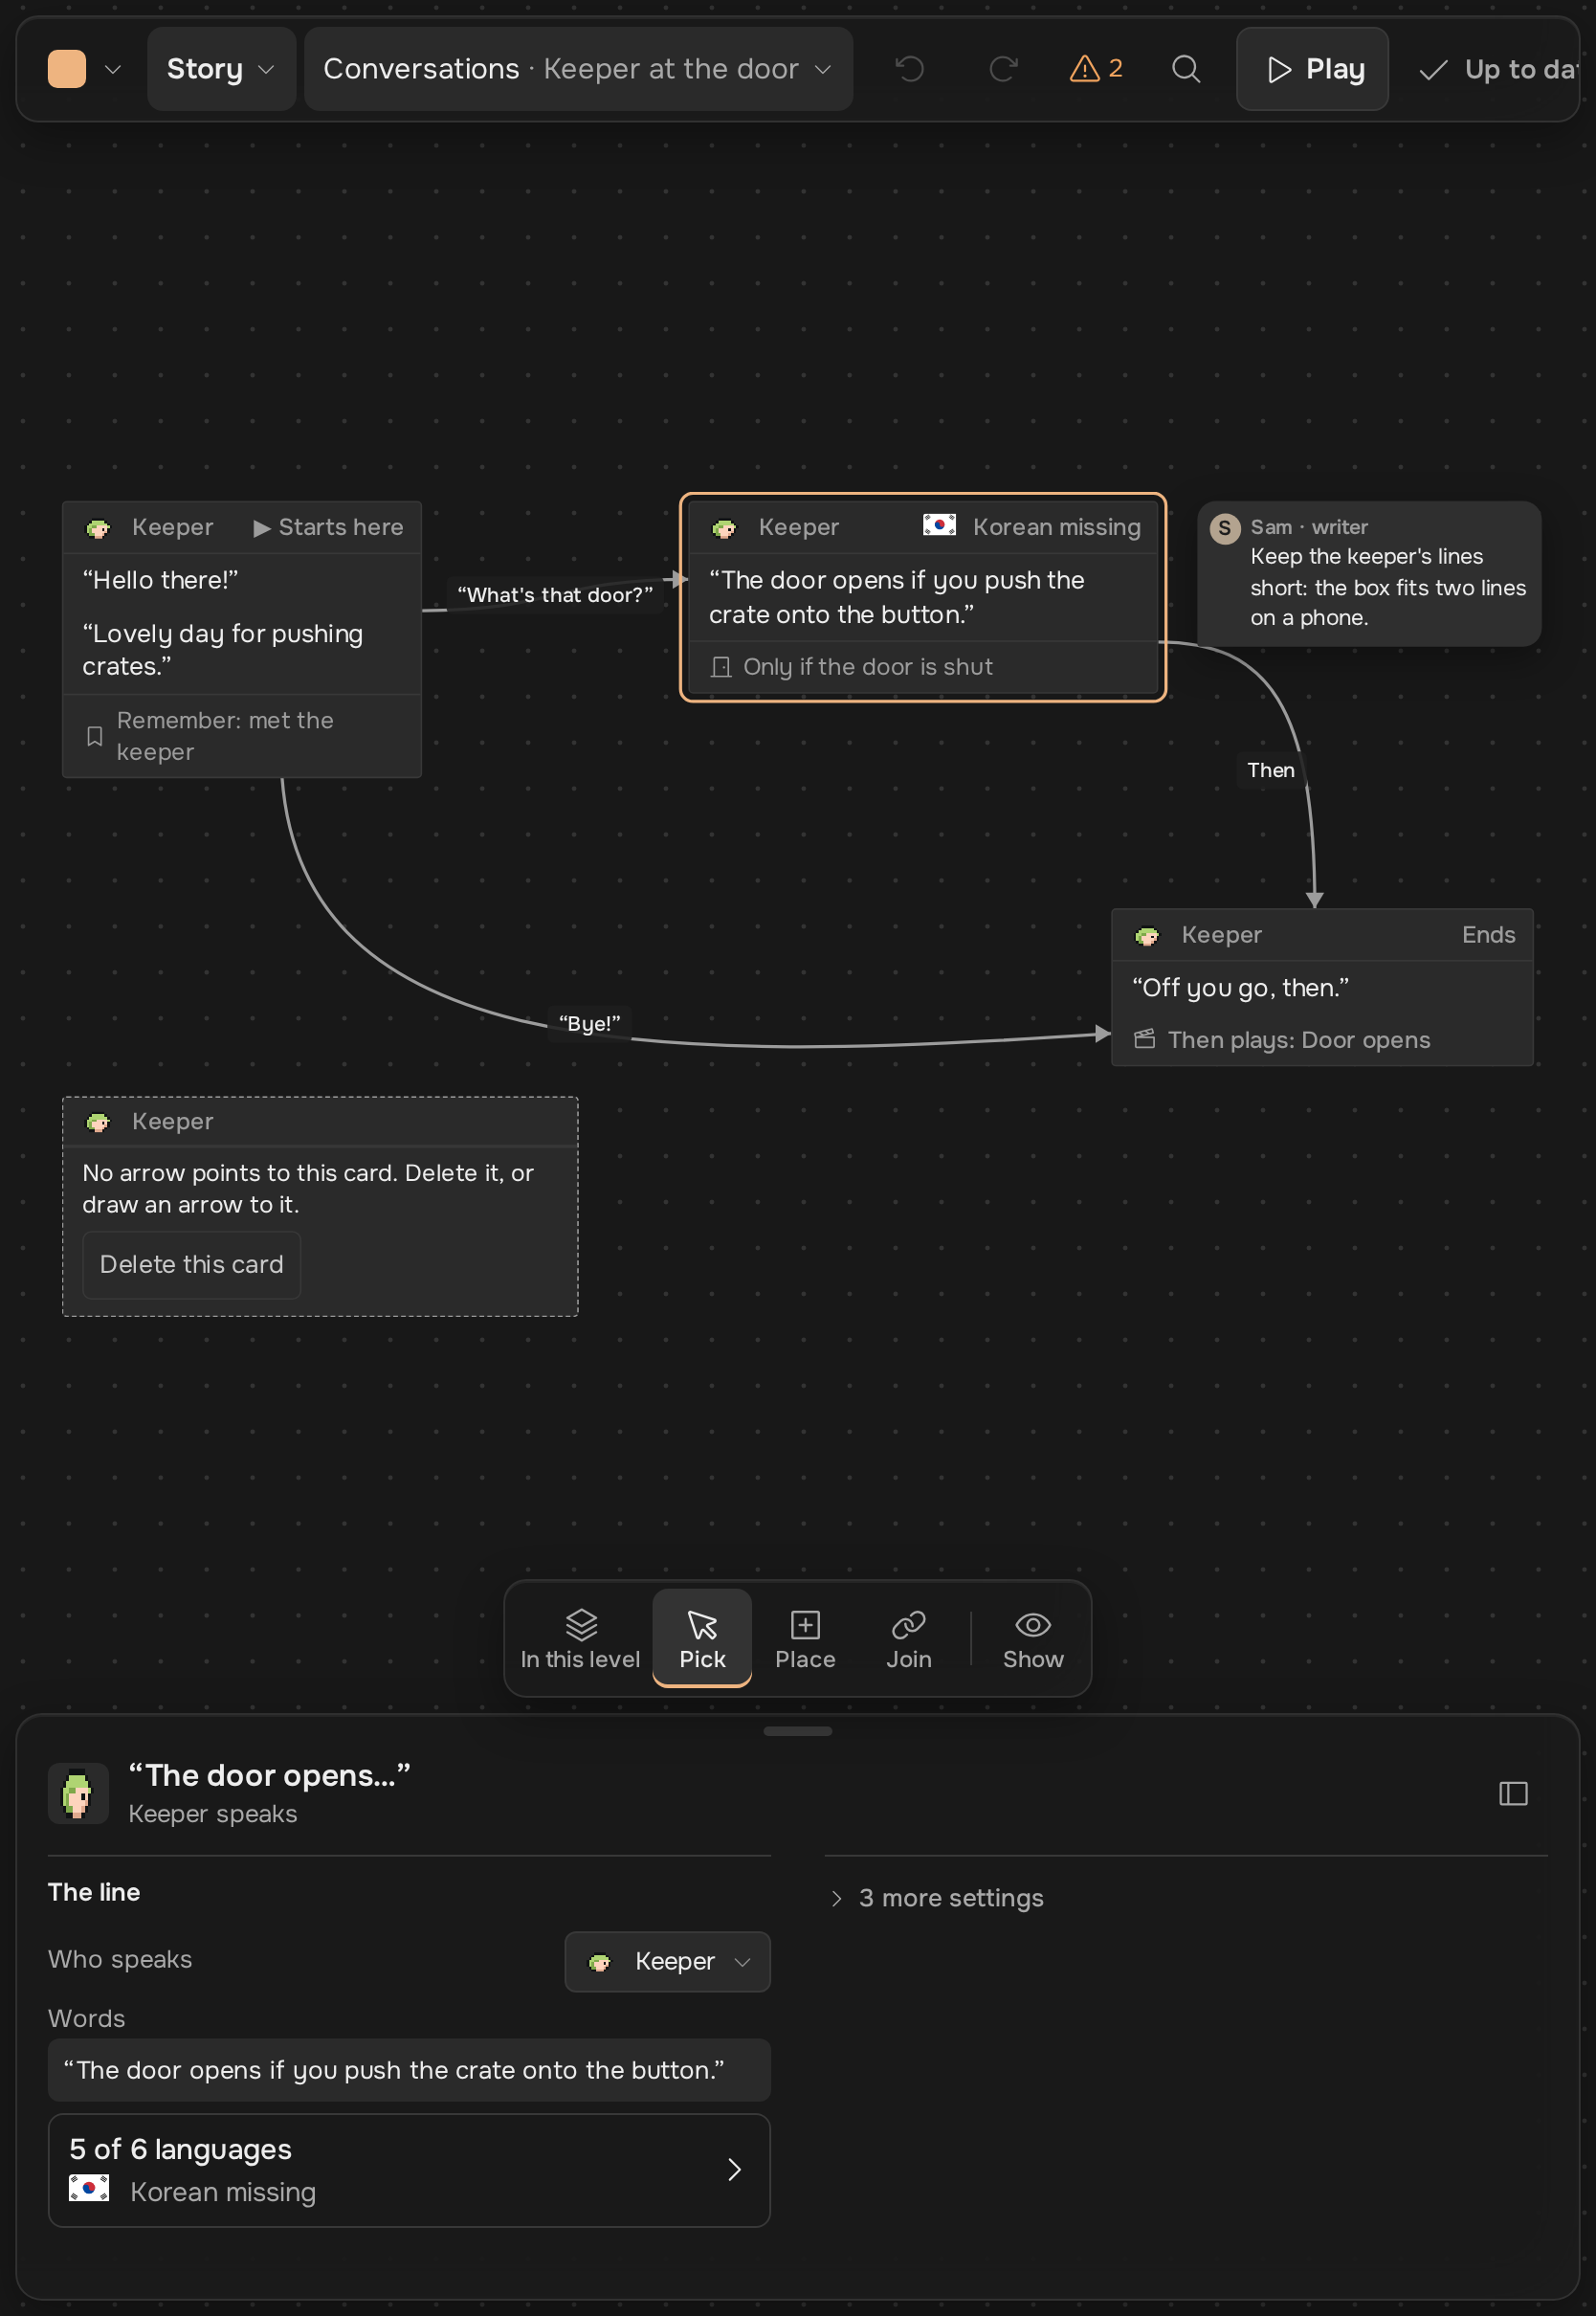 Story
Conversations · Keeper at the door
2
Play
Up to dat
Keeper
▶ Starts here
“Hello there!”
“Lovely day for pushing
crates.”
Remember: met the
keeper
“What's that door?”
Keeper
Korean missing
“The door opens if you push the
crate onto the button.”
Only if the door is shut
S
Sam · writer
Keep the keeper's lines
short: the box fits two lines
on a phone.
Then
Keeper
Ends
“Off you go, then.”
Then plays: Door opens
“Bye!”
Keeper
No arrow points to this card. Delete it, or
draw an arrow to it.
Delete this card
In this level
Pick
Place
Join
Show
“The door opens...”
Keeper speaks
The line
3 more settings
Who speaks
Keeper
Words
“The door opens if you push the crate onto the button.”
5 of 6 languages
Korean missing